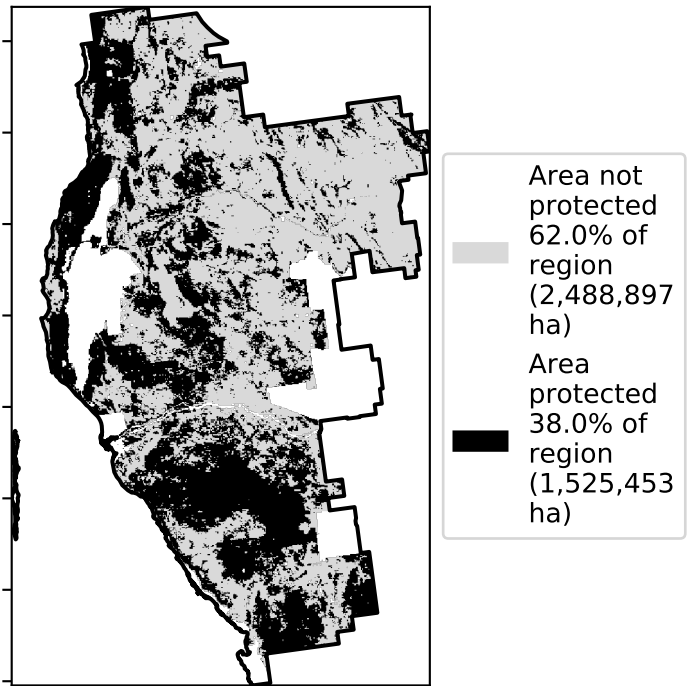 Area not
protected
62.0% of
region
(2,488,897
ha)
Area
protected
38.0% of
region
(1,525,453
ha)